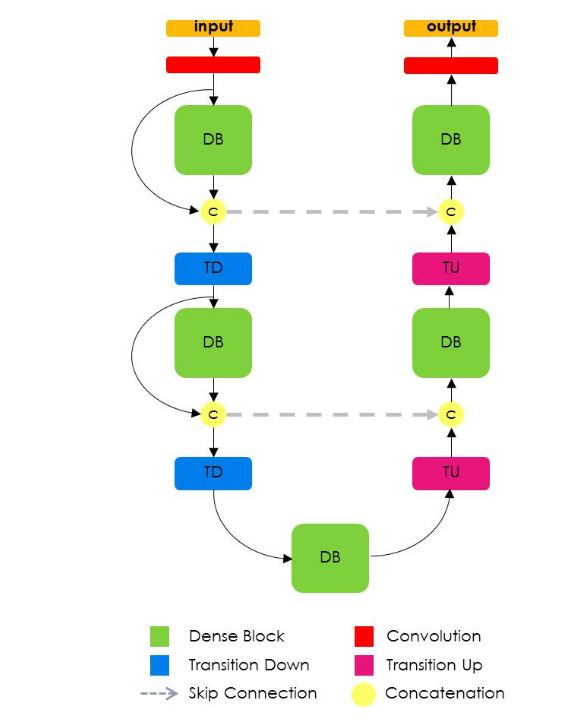 input
output
DB
DB
C
C
TD
TU
DB
DB
C
C
TD
TU
DB
Dense Block
Convolution
Transition Down
Transition Up
Skip Connection
Concatenation